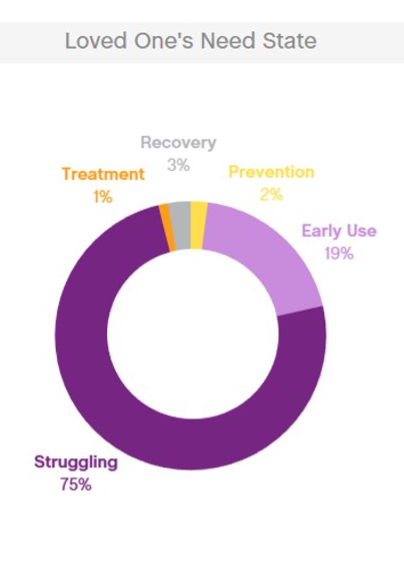 Loved One's Need State
Recovery
3%
Treatment
1%
Prevention
2%
Early Use
19%
Struggling
75%